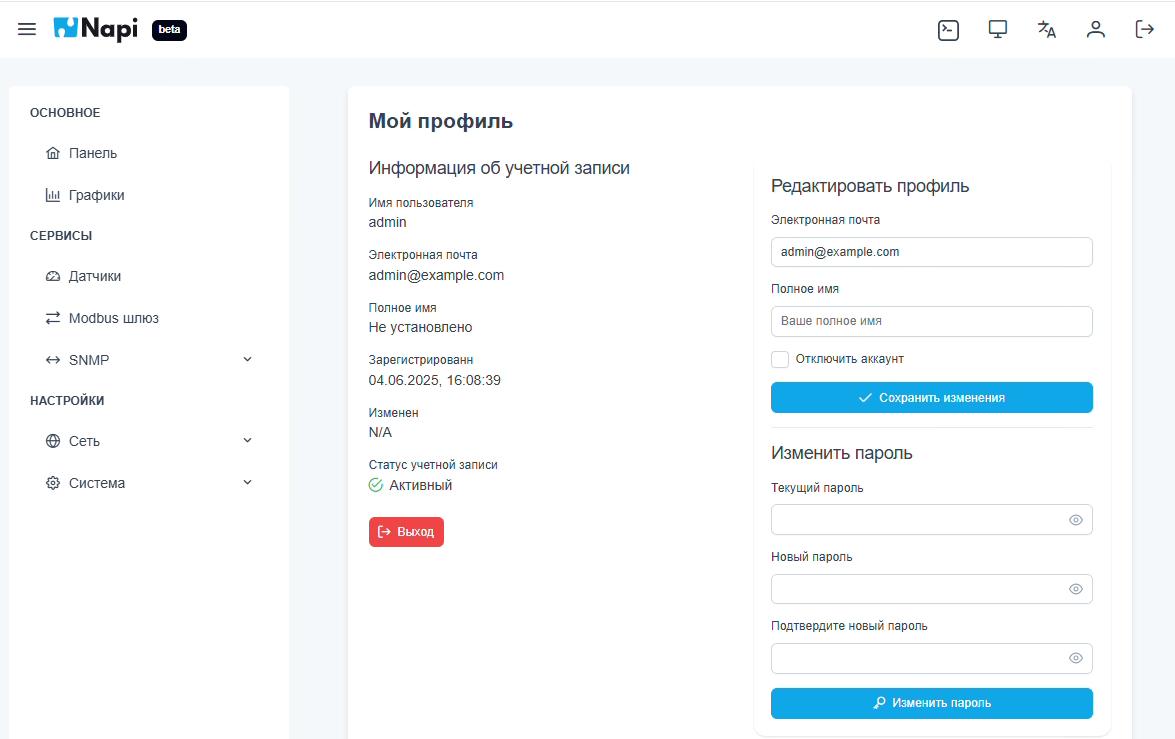 Napi
beta
ОСНОВНОЕ
Панель
Графики
СЕРВИСЫ
Датчики
Modbus шлюз
SNMP
НАСТРОЙКИ
Сеть
Система
Мой профиль
Информация об учетной записи
Имя пользователя
admin
Электронная почта
admin@example.com
Полное имя
Не установлено
Зарегистрированн
04.06.2025, 16:08:39
Изменен
N/A
Статус учетной записи
Активный
Выход
Редактировать профиль
Электронная почта
admin@example.com
Полное имя
Ваше полное имя
Отключить аккаунт
Сохранить изменения
Изменить пароль
Текущий пароль
Новый пароль
Подтвердите новый пароль
Изменить пароль